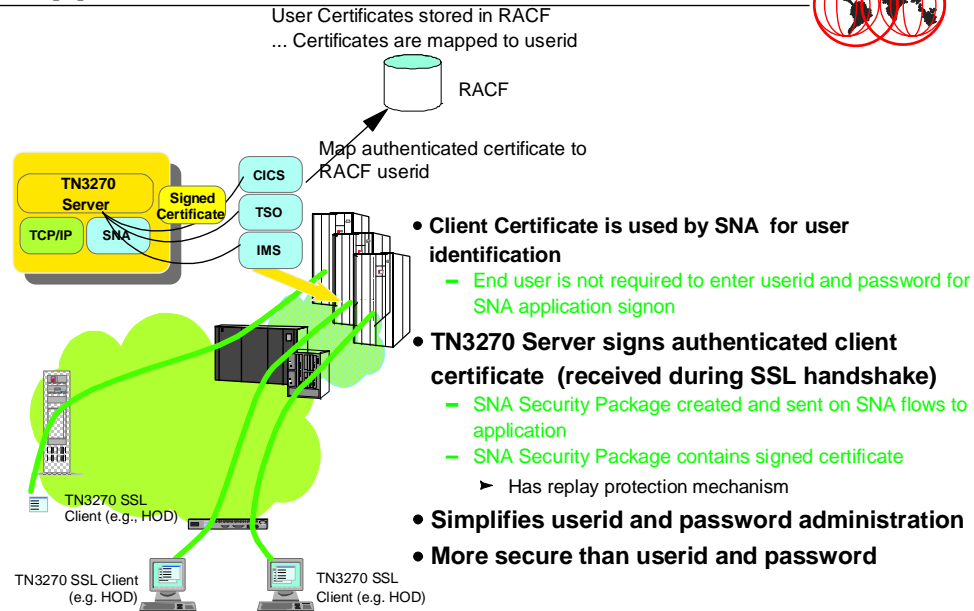 User Certificates stored in RACF
... Certificates are mapped to userid
RACF
Map authenticated certificate to
RACF userid
TN3270
Server
TCP/IP
SNA
Signed
Certificate
CICS
TSO
IMS
TN3270 SSL
Client (e.g., HOD)
TN3270 SSL Client
(e.g. HOD)
TN3270 SSL
Client (e.g. HOD)
• Client Certificate is used by SNA for user
identification
– End user is not required to enter userid and password for
SNA application signon
• TN3270 Server signs authenticated client
certificate (received during SSL handshake)
– SNA Security Package created and sent on SNA flows to
application
– SNA Security Package contains signed certificate
► Has replay protection mechanism
• Simplifies userid and password administration
• More secure than userid and password